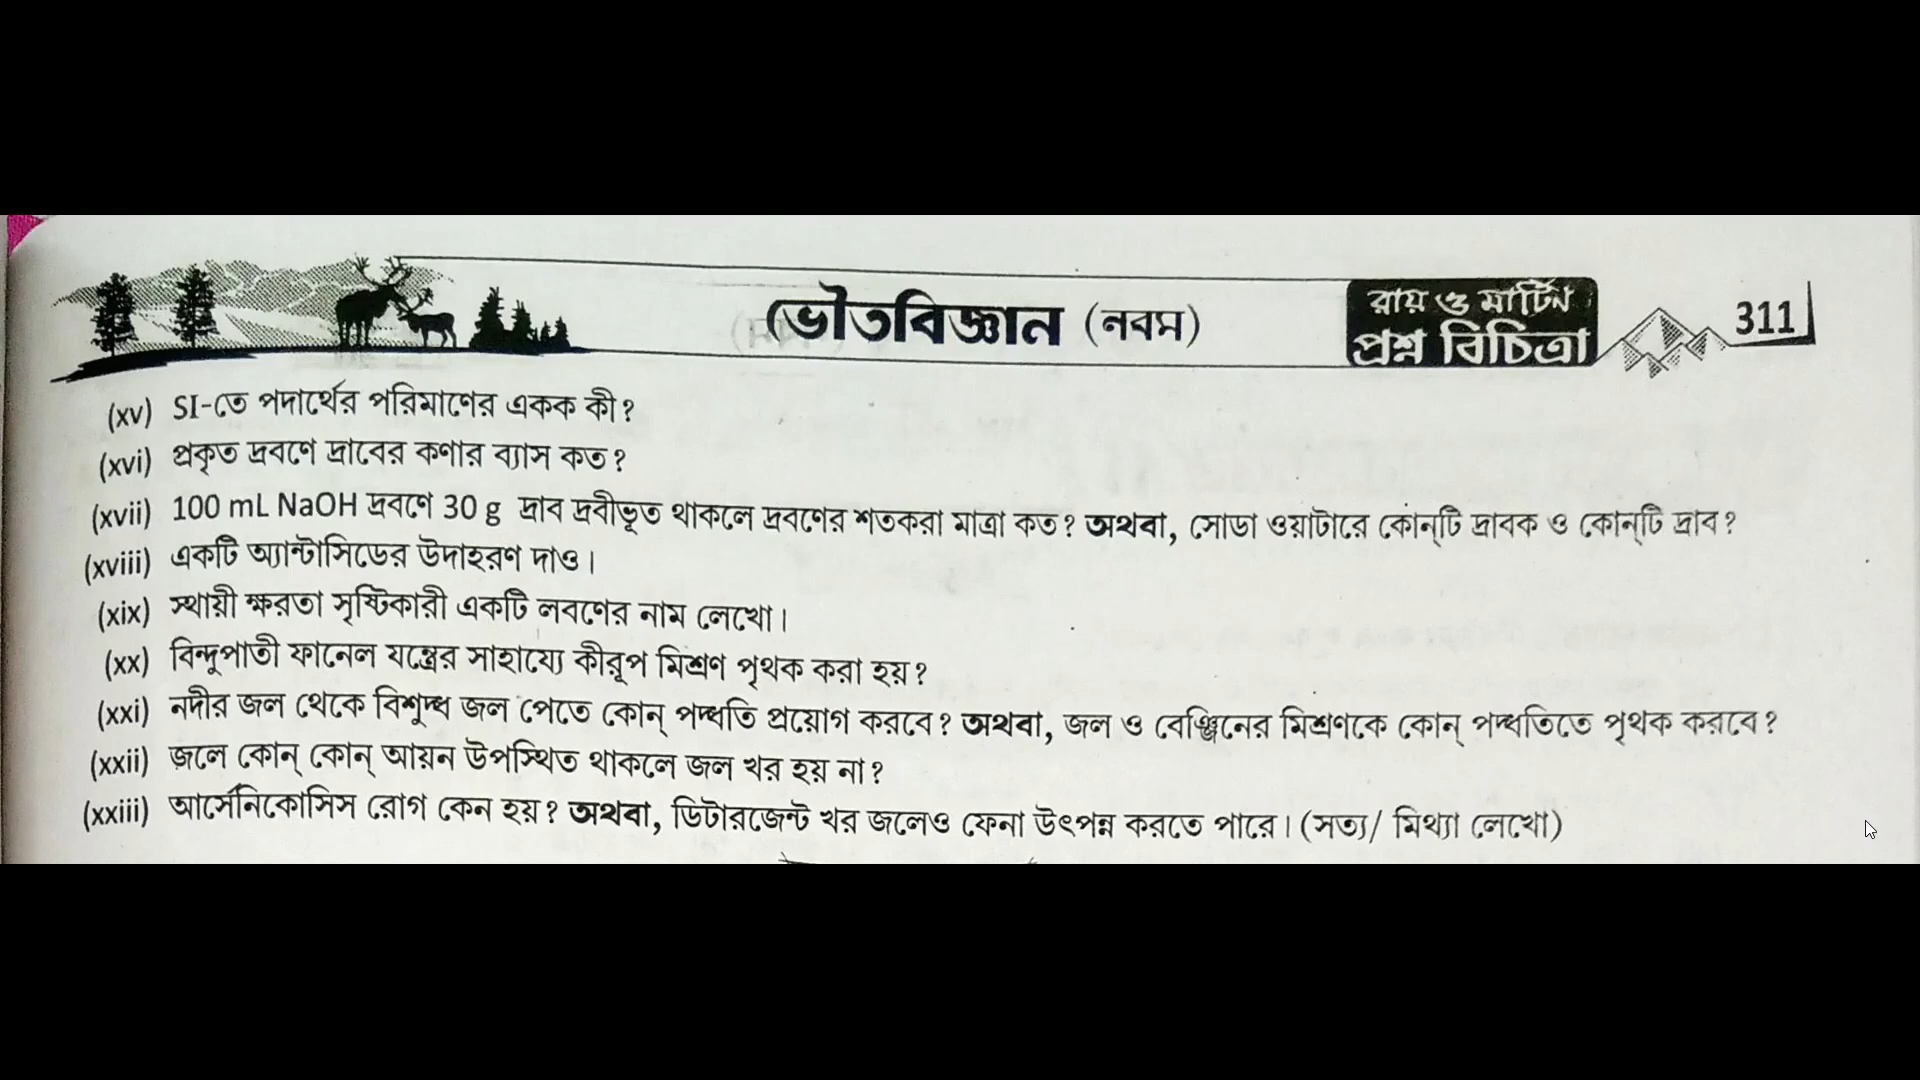 ভৌতবিজ্ঞান (নবম)
রায় ও মার্টিন
প্রশ্ন বিচিত্রা
311
(xv) SI-তে পদার্থের পরিমাণের একক কী?
(xvi) প্রকৃত দ্রবণে দ্রাবের কণার ব্যাস কত?
(xvii) 100 mL NaOH দ্রবণে 30 g দ্রাব দ্রবীভূত থাকলে দ্রবণের শতকরা মাত্রা কত? অথবা, সোডা ওয়াটারে কোন্‌টি দ্রাবক ও কোন্‌টি দ্রাব?
(xviii) একটি অ্যান্টাসিডের উদাহরণ দাও।
(xix) স্থায়ী ক্ষরতা সৃষ্টিকারী একটি লবণের নাম লেখো।
(xx) বিন্দুপাতী ফানেল যন্ত্রের সাহায্যে কীরূপ মিশ্রণ পৃথক করা হয়?
(xxi) নদীর জল থেকে বিশুদ্ধ জল পেতে কোন্ পদ্ধতি প্রয়োগ করবে? অথবা, জল ও বেঞ্জিনের মিশ্রণকে কোন্ পদ্ধতিতে পৃথক করবে?
(xxii) জলে কোন্ কোন্ আয়ন উপস্থিত থাকলে জল খর হয় না?
(xxiii) আর্সেনিকোসিস রোগ কেন হয়? অথবা, ডিটারজেন্ট খর জলেও ফেনা উৎপন্ন করতে পারে। (সত্য/ মিথ্যা লেখো)